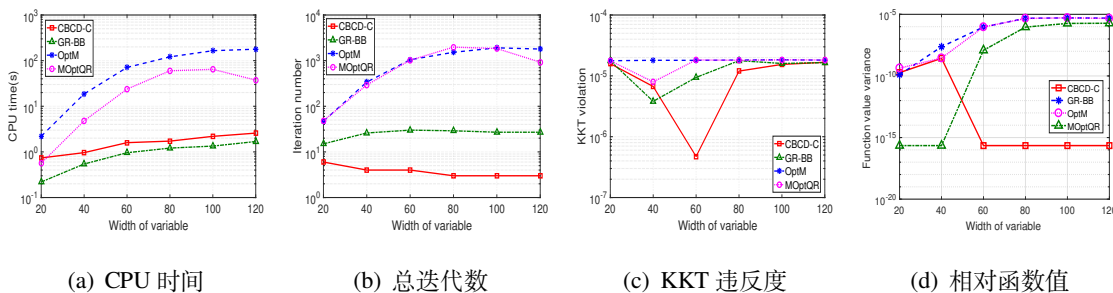 CPU time(s)
10^3
10^2
10^1
10^0
10^-1
20 40 60 80 100 120
Width of variable
CBCD-C
GR-BB
OptM
MOptQR
(a) CPU 时间
Iteration number
10^4
10^3
10^2
10^1
10^0
20 40 60 80 100 120
Width of variable
CBCD-C
GR-BB
OptM
MOptQR
(b) 总迭代数
KKT violation
10^-4
10^-5
10^-6
10^-7
20 40 60 80 100 120
Width of variable
CBCD-C
GR-BB
OptM
MOptQR
(c) KKT 违反度
Function value variance
10^-5
10^-10
10^-15
10^-20
20 40 60 80 100 120
Width of variable
CBCD-C
GR-BB
OptM
MOptQR
(d) 相对函数值